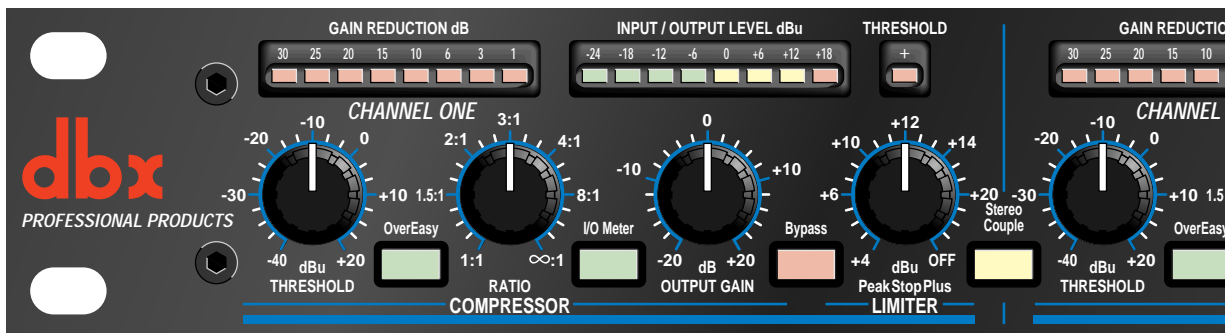 GAIN REDUCTION dB
30 25 20 15 10 6 3 1
INPUT / OUTPUT LEVEL dBu
-24 -18 -12 -6 0 +6 +12 +18
THRESHOLD
+
GAIN REDUCTIO
30 25 20 15 10
CHANNEL ONE
CHANNEL
dbx
PROFESSIONAL PRODUCTS
-40 -30 -20 -10 0 +10 +20
dBu
THRESHOLD
OverEasy
1:1 1.5:1 2:1 3:1 4:1 8:1 ∞:1
RATIO
I/O Meter
-20 -10 0 +10 +20
dB
OUTPUT GAIN
Bypass
+4 +6 +10 +12 +14 +20 OFF
dBu
PeakStopPlus
Stereo
Couple
-40 -30 -20 -10 0 +10 +20
dBu
THRESHOLD
OverEasy
1.5
COMPRESSOR
LIMITER